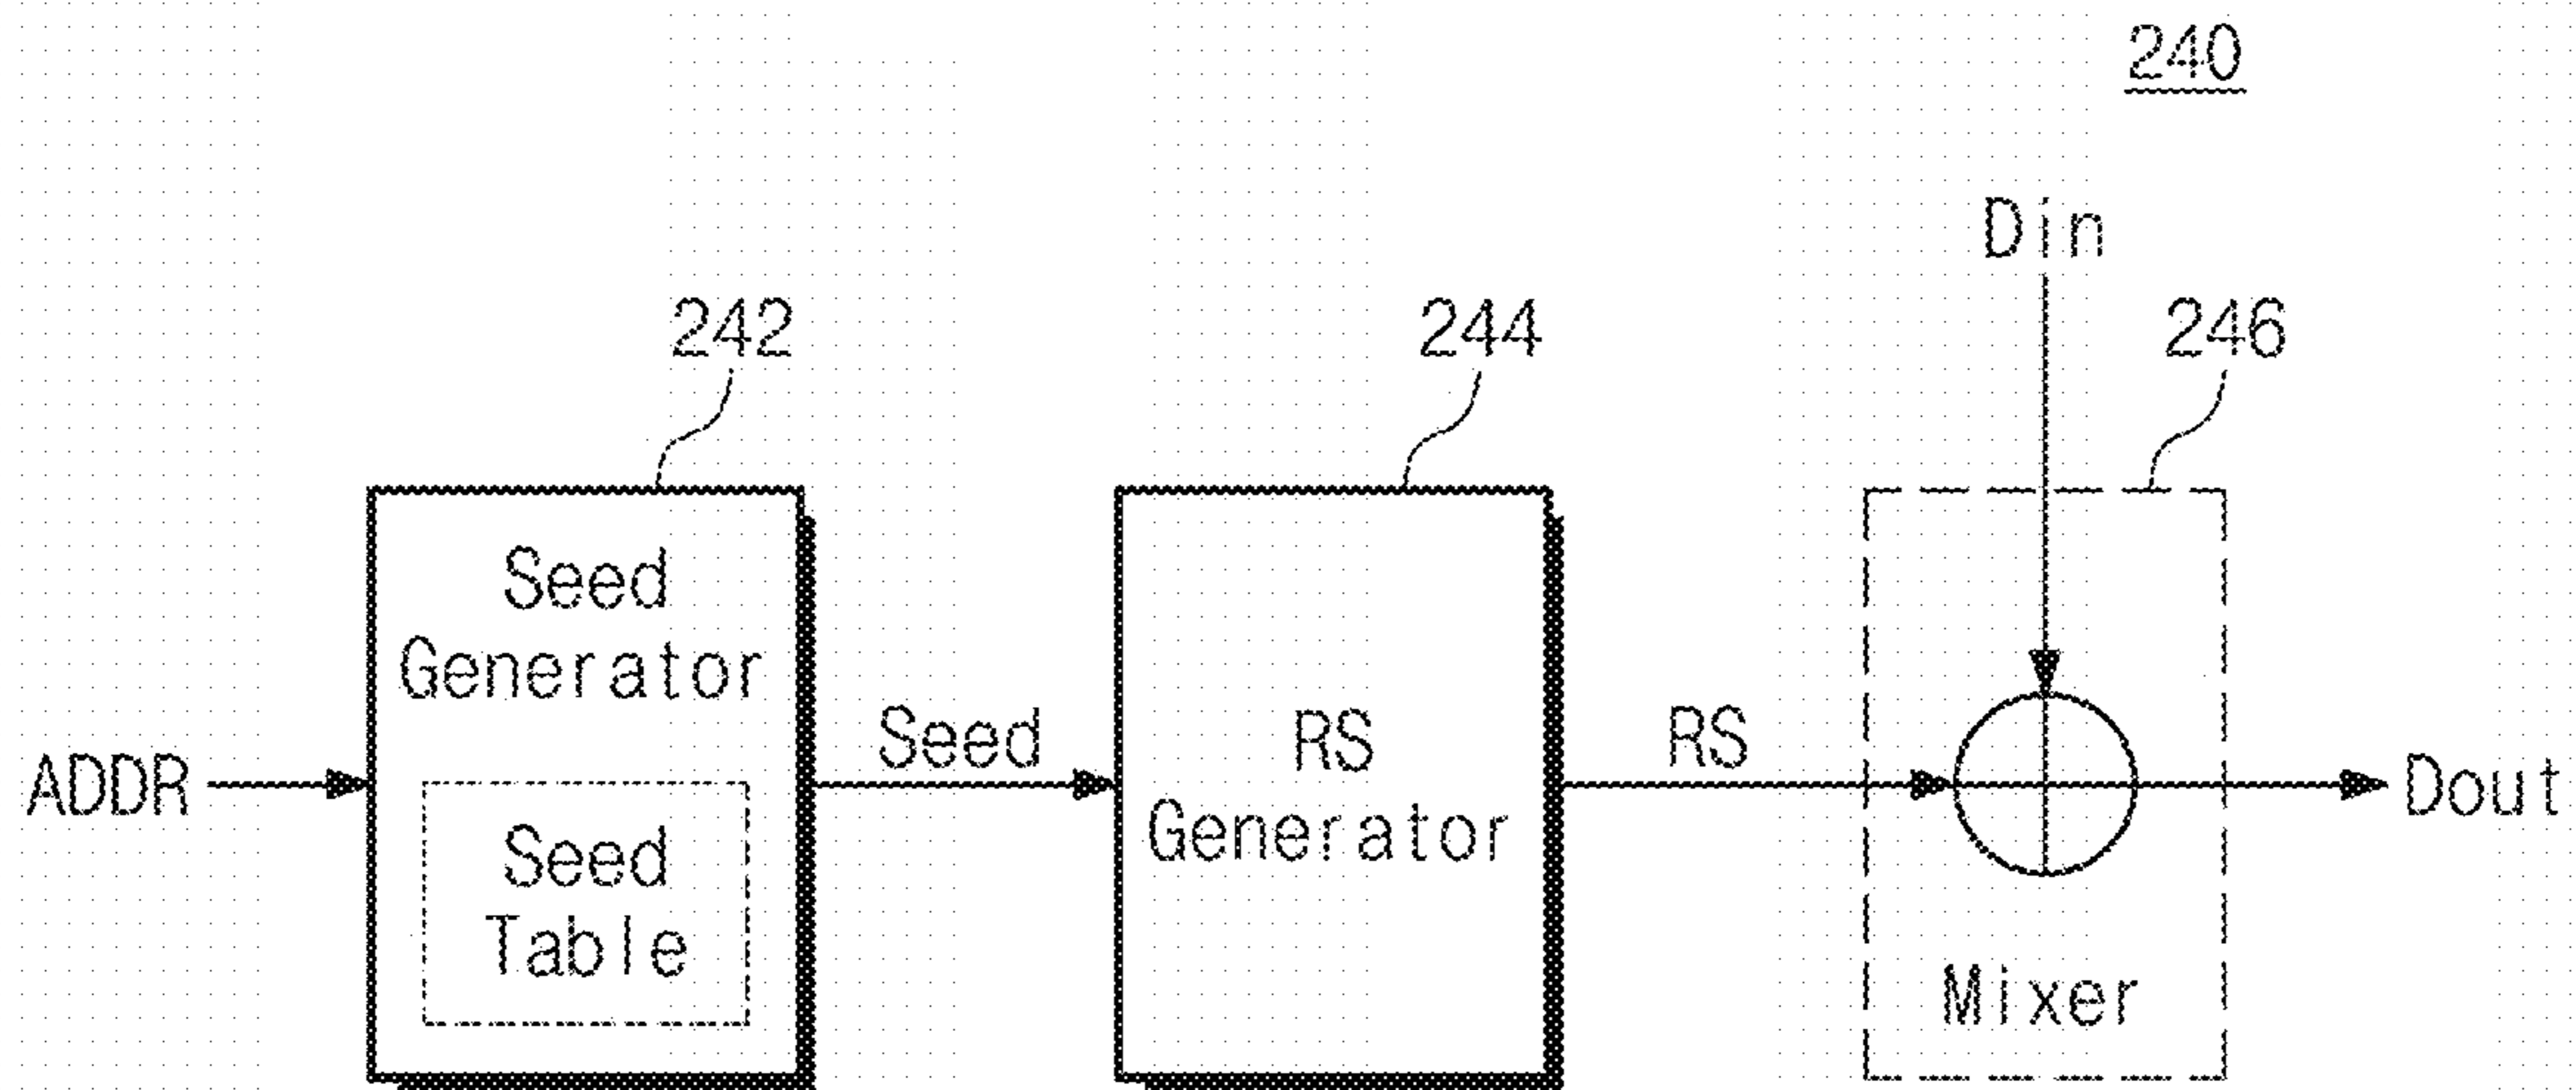 240
Din
242
244
246
Seed
Generator
Seed
Table
ADDR
Seed
RS
Generator
RS
Mixer
Dout